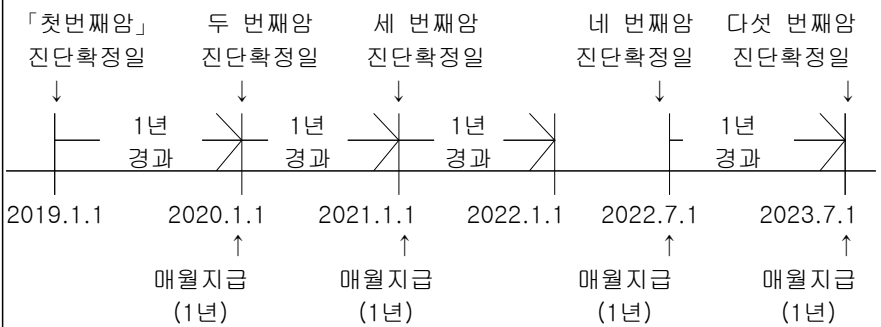 「첫번째암」 두 번째암 세 번째암 네 번째암 다섯 번째암
진단확정일 진단확정일 진단확정일 진단확정일 진단확정일
↓ ↓ ↓ ↓ ↓
1년 1년 1년 1년
경과 경과 경과 경과
2019.1.1 2020.1.1 2021.1.1 2022.1.1 2022.7.1 2023.7.1
↑ ↑ ↑ ↑
매월지급 매월지급 매월지급 매월지급
(1년) (1년) (1년) (1년)